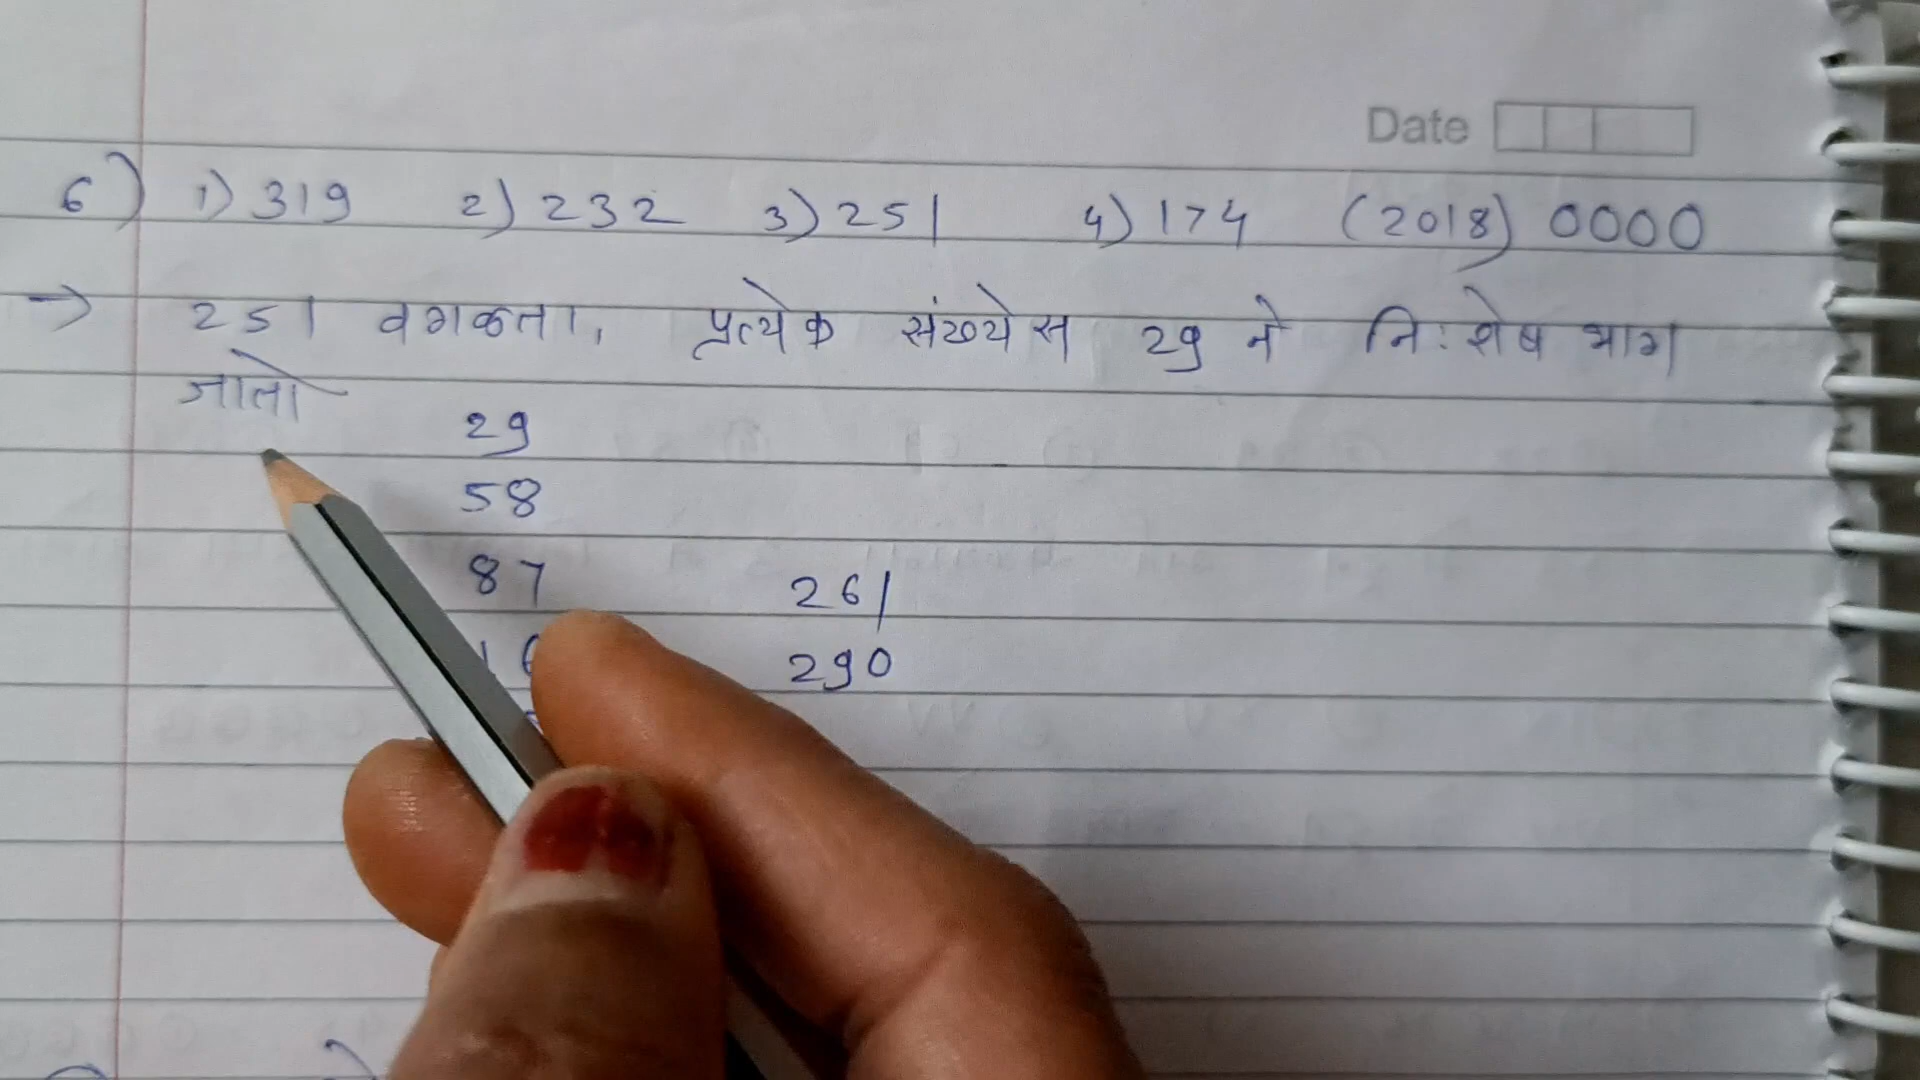 Date
6) 1) 319 2) 232 3) 251 4) 174 (2018) 0000
→ 251 वगळता, प्रत्येक संख्येस 29 ने नि:शेष भाग
जातो
29
58
87 261
290